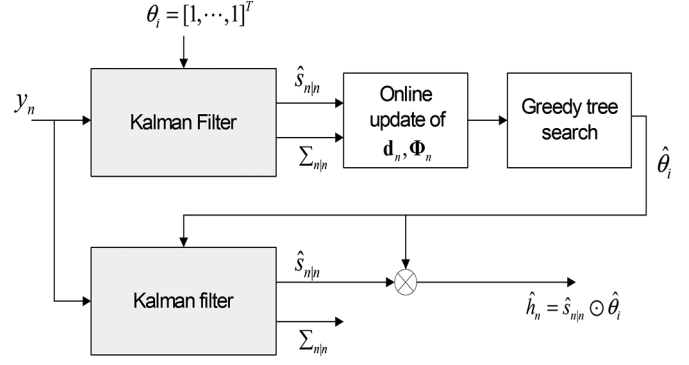 θ_i = [1,⋯,1]^T
y_n
Kalman Filter
ŝ_{n|n}
Σ_{n|n}
Online
update of
d_n, Φ_n
Greedy tree
search
θ̂_i
Kalman filter
ŝ_{n|n}
Σ_{n|n}
ĥ_n = ŝ_{n|n} ⊙ θ̂_i